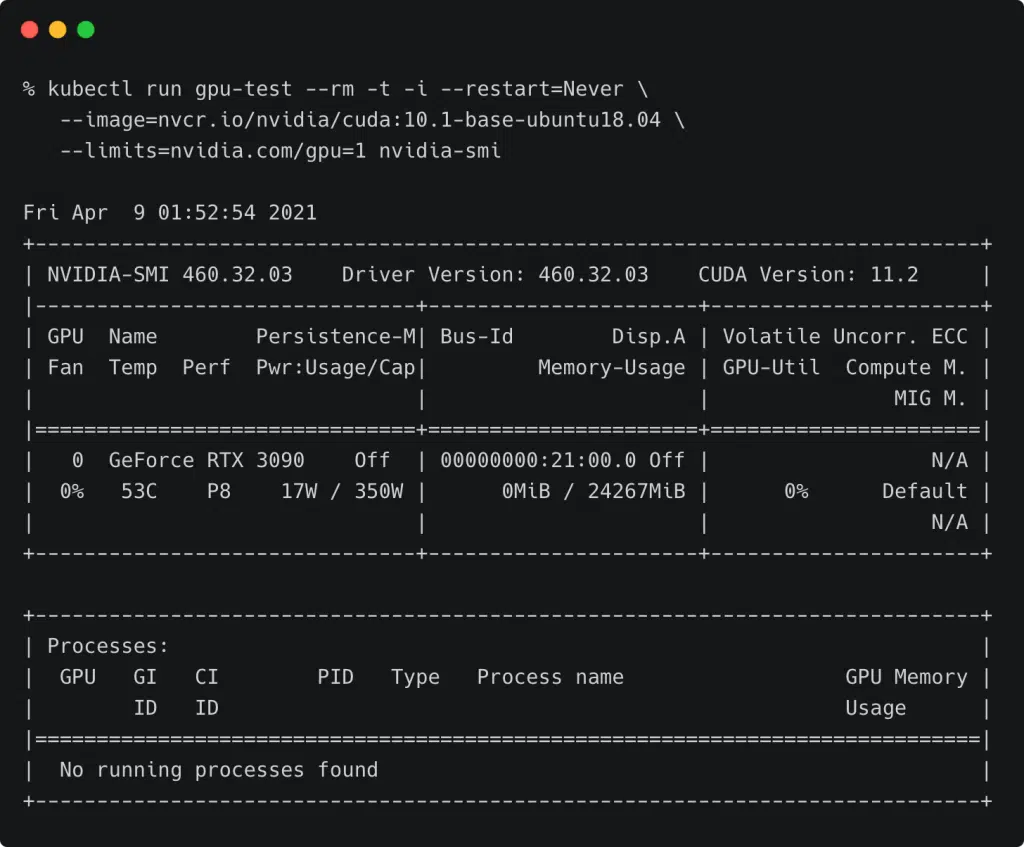 % kubectl run gpu-test --rm -t -i --restart=Never \
   --image=nvcr.io/nvidia/cuda:10.1-base-ubuntu18.04 \
   --limits=nvidia.com/gpu=1 nvidia-smi

Fri Apr  9 01:52:54 2021
+-----------------------------------------------------------------------------+
| NVIDIA-SMI 460.32.03    Driver Version: 460.32.03    CUDA Version: 11.2     |
|-------------------------------+----------------------+----------------------+
| GPU  Name        Persistence-M| Bus-Id        Disp.A | Volatile Uncorr. ECC |
| Fan  Temp  Perf  Pwr:Usage/Cap|         Memory-Usage | GPU-Util  Compute M. |
|                               |                      |               MIG M. |
|===============================+======================+======================|
|   0  GeForce RTX 3090    Off  | 00000000:21:00.0 Off |                  N/A |
|  0%   53C    P8    17W / 350W |      0MiB / 24267MiB |      0%      Default |
|                               |                      |                  N/A |
+-------------------------------+----------------------+----------------------+

+-----------------------------------------------------------------------------+
| Processes:                                                                  |
|  GPU   GI   CI        PID   Type   Process name                  GPU Memory |
|        ID   ID                                                   Usage      |
|=============================================================================|
|  No running processes found                                                 |
+-----------------------------------------------------------------------------+